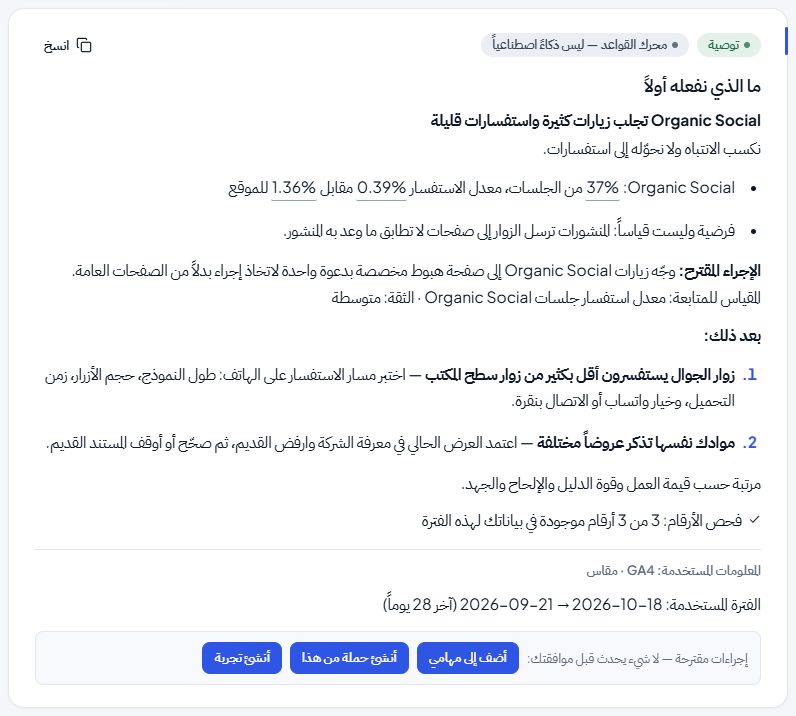 توصية
محرك القواعد — ليس ذكاءً اصطناعياً
انسخ
ما الذي نفعله أولاً
Organic Social تجلب زيارات كثيرة واستفسارات قليلة
نكسب الانتباه ولا نحوّله إلى استفسارات.
• Organic Social: 37% من الجلسات، معدل الاستفسار 0.39% مقابل 1.36% للموقع
• فرضية وليست قياساً: المنشورات ترسل الزوار إلى صفحات لا تطابق ما وعد به المنشور.
الإجراء المقترح: وجّه زيارات Organic Social إلى صفحة هبوط مخصصة بدعوة واحدة لاتخاذ إجراء بدلاً من الصفحات العامة.
المقياس للمتابعة: معدل استفسار جلسات Organic Social · الثقة: متوسطة
بعد ذلك:
1. زوار الجوال يستفسرون أقل بكثير من زوار سطح المكتب — اختبر مسار الاستفسار على الهاتف: طول النموذج، حجم الأزرار، زمن
التحميل، وخيار واتساب أو الاتصال بنقرة.
2. موادك نفسها تذكر عروضاً مختلفة — اعتمد العرض الحالي في معرفة الشركة وارفض القديم، ثم صحّح أو أوقف المستند القديم.
مرتبة حسب قيمة العمل وقوة الدليل والإلحاح والجهد.
✓ فحص الأرقام: 3 من 3 أرقام موجودة في بياناتك لهذه الفترة
المعلومات المستخدمة: GA4 · مقاس
الفترة المستخدمة: 2026-09-21 → 2026-10-18 (آخر 28 يوماً)
إجراءات مقترحة — لا شيء يحدث قبل موافقتك:
أضف إلى مهامي
أنشئ حملة من هذا
أنشئ تجربة